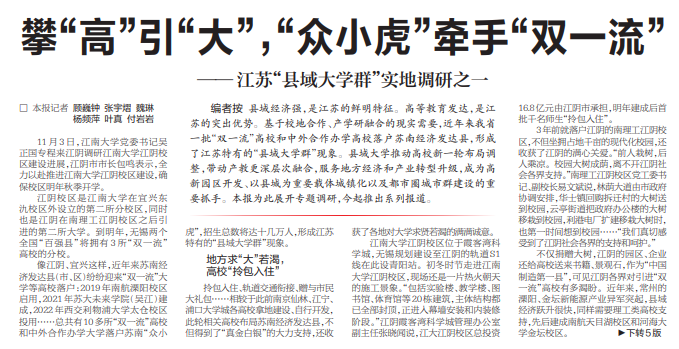 攀“高”引“大”，“众小虎”牵手“双一流”
——江苏“县域大学群”实地调研之一
□ 本报记者 顾巍钟 张宇熠 魏琳
杨频萍 叶真 付岩岩
11月3日，江南大学党委书记吴
正国专程来江阴调研江南大学江阴校
区建设进展，江阴市市长包鸣表示，全
力以赴推进江南大学江阴校区建设，确
保校区明年秋季开学。
江阴校区是江南大学在宜兴东
氿校区外设立的第二所分校区，同时
也是江阴在南理工江阴校区之后引
进的第二所大学。到明年，无锡两个
全国“百强县”将拥有3所“双一流”
高校的分校。
像江阴、宜兴这样，近年来苏南经
济发达县（市、区）纷纷迎来“双一流”大
学等高校落户：2019年南航溧阳校区
启用，2021年苏大未来学院（吴江）建
成，2022年西交利物浦大学太仓校区
投用……总共有10多所“双一流”高校
和中外合作办学大学落户苏南“众小
编者按 县域经济强，是江苏的鲜明特征。高等教育发达，是江
苏的突出优势。基于校地合作、产学研融合的现实需要，近年来我省
一批“双一流”高校和中外合作办学高校落户苏南经济发达县，形成
了江苏特有的“县域大学群”现象。县域大学推动高校新一轮布局调
整，带动产教更深层次融合，服务地方经济和产业转型升级，成为高
新园区开发、以县城为重要载体城镇化以及都市圈城市群建设的重
要抓手。本报为此展开专题调研，今起推出系列报道。
虎”，招生总数将达十几万人，形成江苏
特有的“县域大学群”现象。
地方求“大”若渴，
高校“拎包入住”
拎包入住、轨道交通衔接、赠与市民
大礼包……相较于此前南京仙林、江宁、
浦口大学城各高校拿地建设、自行开发，
此轮相关高校布局苏南经济发达县，不
但得到了“真金白银”的大力支持，还收
获了各地对大学求贤若渴的满满诚意。
江南大学江阴校区位于霞客湾科
学城，无锡规划建设至江阴的轨道S1
线在此设青阳站。初冬时节走进江南
大学江阴校区，现场还是一片热火朝天
的施工景象。“包括实验楼、教学楼、图
书馆、体育馆等20栋建筑，主体结构都
已全部封顶，正进入幕墙安装和内装修
阶段。”江阴霞客湾科学城管理办公室
副主任张晓闻说，江大江阴校区总投资
16.8亿元由江阴市承担，明年建成后首
批千名师生“拎包入住”。
3年前就落户江阴的南理工江阴校
区，不但坐拥占地千亩的现代化校园，还
收获了江阴的满心关爱。“前人栽树，后
人乘凉。校园大树成荫，离不开江阴社
会各界支持。”南理工江阴校区党工委书
记、副校长易文斌说，林荫大道由市政府
协调安排，华士镇回购拆迁村的大树送
到校园，云亭街道把政府办公楼的大树
移栽到校园，利港电厂扩建移栽大树时，
也第一时间想到校园……“我们真切感
受到了江阴社会各界的支持和呵护。”
不仅捐赠大树，江阴的园区、企业
还给高校送来书籍、景观石，作为“中国
制造第一县”，可见江阴各界对引进“双
一流”高校有多渴盼。近年来，常州的
溧阳、金坛新能源产业异军突起，县域
经济跃升很快，同样需要理工类高校支
持，先后建成南航天目湖校区和河海大
学金坛校区。 ▶下转5版